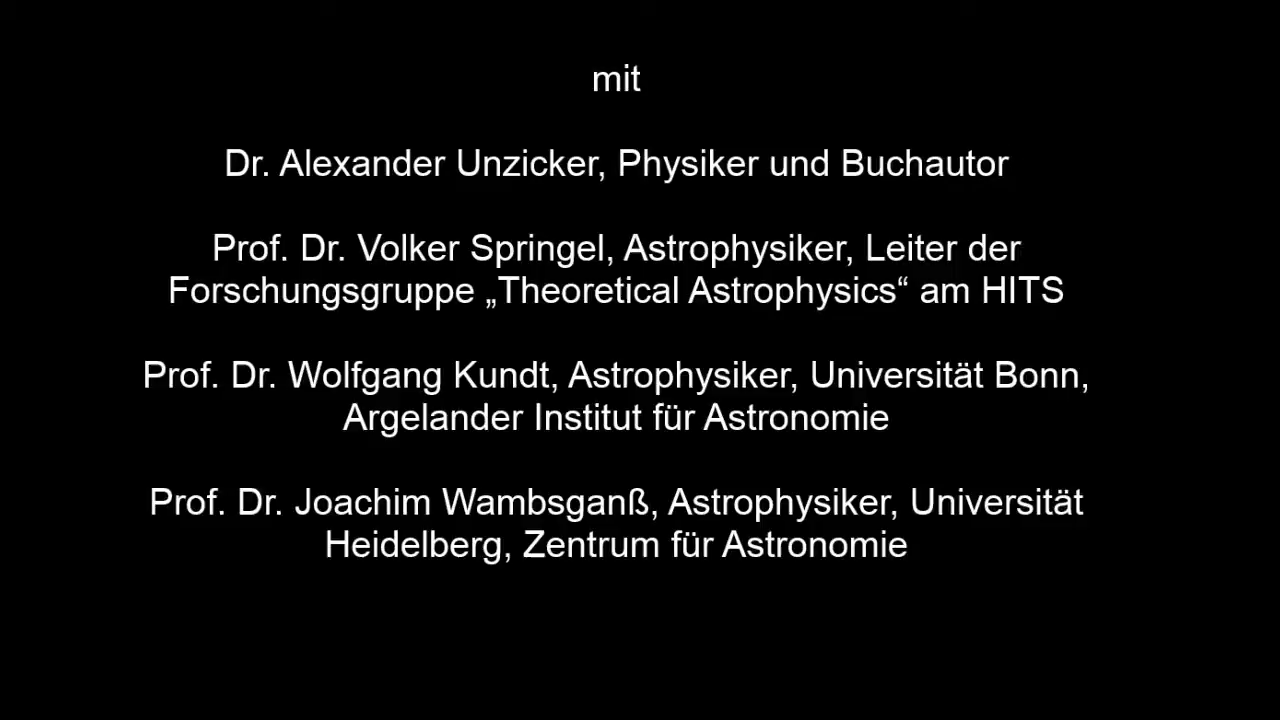 mit
Dr. Alexander Unzicker, Physiker und Buchautor
Prof. Dr. Volker Springel, Astrophysiker, Leiter der
Forschungsgruppe „Theoretical Astrophysics“ am HITS
Prof. Dr. Wolfgang Kundt, Astrophysiker, Universität Bonn,
Argelander Institut für Astronomie
Prof. Dr. Joachim Wambsganß, Astrophysiker, Universität
Heidelberg, Zentrum für Astronomie